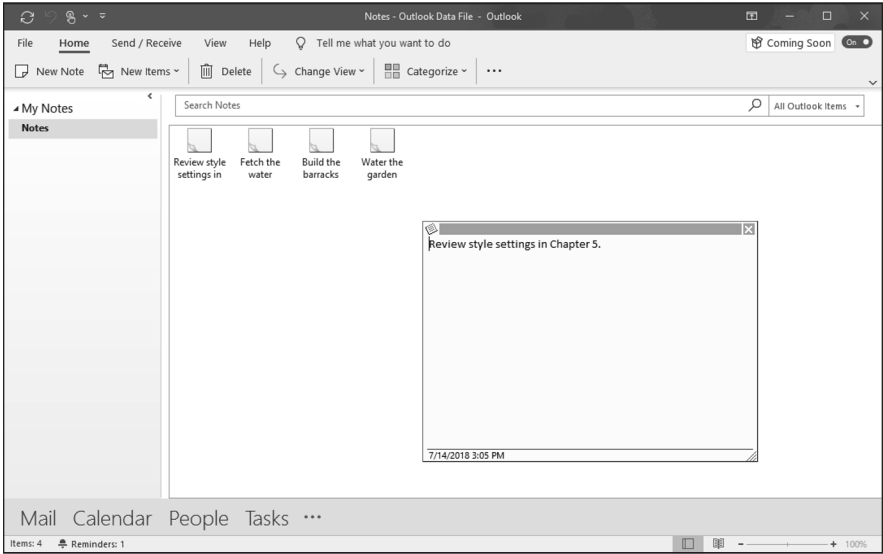 Notes - Outlook Data File - Outlook
File Home Send / Receive View Help Tell me what you want to do Coming Soon On
New Note New Items Delete Change View Categorize
My Notes
Search Notes All Outlook Items
Notes
Review style settings in
Fetch the water
Build the barracks
Water the garden
Review style settings in Chapter 5.
7/14/2018 3:05 PM
Mail Calendar People Tasks
Items: 4 Reminders: 1 100%